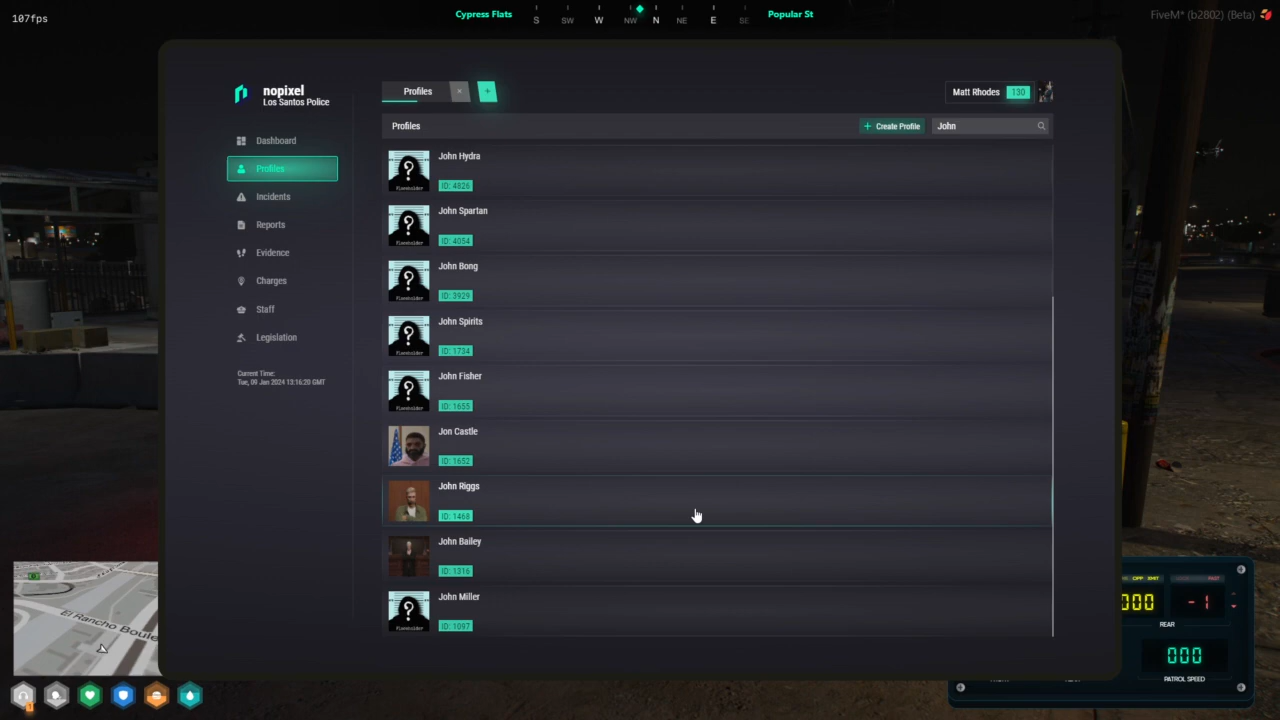 107fps
Cypress Flats
S SW W NW N NE E SE
Popular St
FiveM* (b2802) (Beta)
nopixel
Los Santos Police
Profiles × +
Matt Rhodes 130
Dashboard
Profiles
Incidents
Reports
Evidence
Charges
Staff
Legislation
Current Time:
Tue, 09 Jan 2024 13:16:20 GMT
Profiles
+ Create Profile
John
John Hydra
ID: 4826
John Spartan
ID: 4054
John Bong
ID: 3929
John Spirits
ID: 1734
John Fisher
ID: 1655
Jon Castle
ID: 1652
John Riggs
ID: 1468
John Bailey
ID: 1316
John Miller
ID: 1097
El Rancho Boule
OPP XMIT
FAST
000
-1
REAR
000
PATROL SPEED